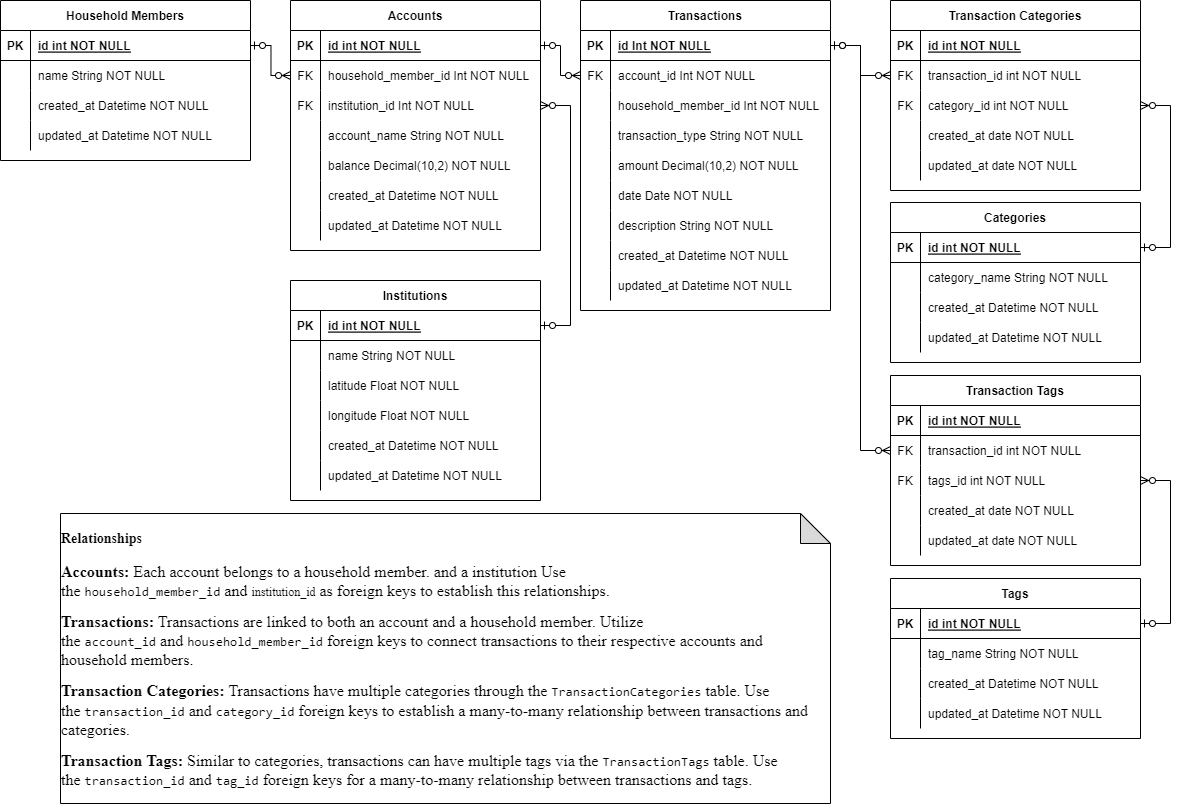 Household Members
PK id int NOT NULL
name String NOT NULL
created_at Datetime NOT NULL
updated_at Datetime NOT NULL
Accounts
PK id int NOT NULL
FK household_member_id Int NOT NULL
FK institution_id Int NOT NULL
account_name String NOT NULL
balance Decimal(10,2) NOT NULL
created_at Datetime NOT NULL
updated_at Datetime NOT NULL
Institutions
PK id int NOT NULL
name String NOT NULL
latitude Float NOT NULL
longitude Float NOT NULL
created_at Datetime NOT NULL
updated_at Datetime NOT NULL
Transactions
PK id Int NOT NULL
FK account_id Int NOT NULL
household_member_id Int NOT NULL
transaction_type String NOT NULL
amount Decimal(10,2) NOT NULL
date Date NOT NULL
description String NOT NULL
created_at Datetime NOT NULL
updated_at Datetime NOT NULL
Transaction Categories
PK id int NOT NULL
FK transaction_id int NOT NULL
FK category_id int NOT NULL
created_at date NOT NULL
updated_at date NOT NULL
Categories
PK id int NOT NULL
category_name String NOT NULL
created_at Datetime NOT NULL
updated_at Datetime NOT NULL
Transaction Tags
PK id int NOT NULL
FK transaction_id int NOT NULL
FK tags_id int NOT NULL
created_at date NOT NULL
updated_at date NOT NULL
Tags
PK id int NOT NULL
tag_name String NOT NULL
created_at Datetime NOT NULL
updated_at Datetime NOT NULL
Relationships
Accounts: Each account belongs to a household member. and a institution Use
the household_member_id and institution_id as foreign keys to establish this relationships.
Transactions: Transactions are linked to both an account and a household member. Utilize
the account_id and household_member_id foreign keys to connect transactions to their respective accounts and
household members.
Transaction Categories: Transactions have multiple categories through the TransactionCategories table. Use
the transaction_id and category_id foreign keys to establish a many-to-many relationship between transactions and
categories.
Transaction Tags: Similar to categories, transactions can have multiple tags via the TransactionTags table. Use
the transaction_id and tag_id foreign keys for a many-to-many relationship between transactions and tags.